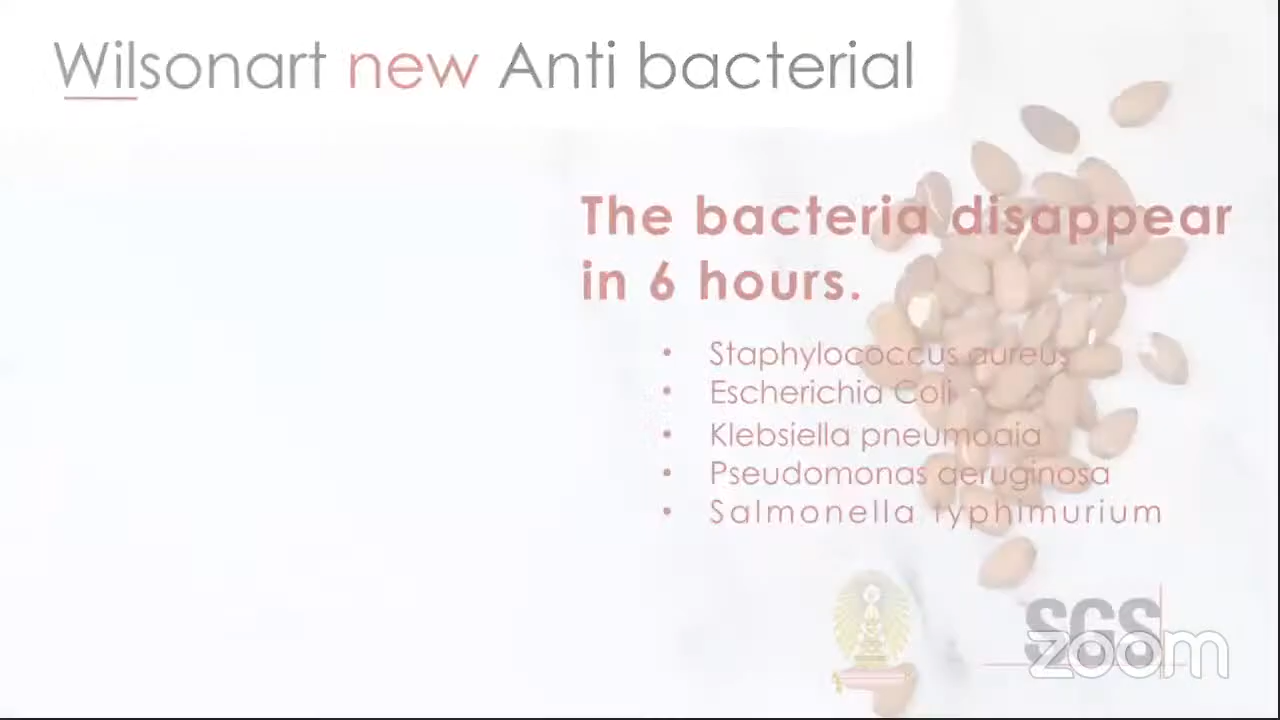 Wilsonart new Anti bacterial
The bacteria disappear
in 6 hours.
• Staphylococcus aureus
• Escherichia Coli
• Klebsiella pneumoaia
• Pseudomonas aeruginosa
• Salmonella typhimurium
SGS
zoom